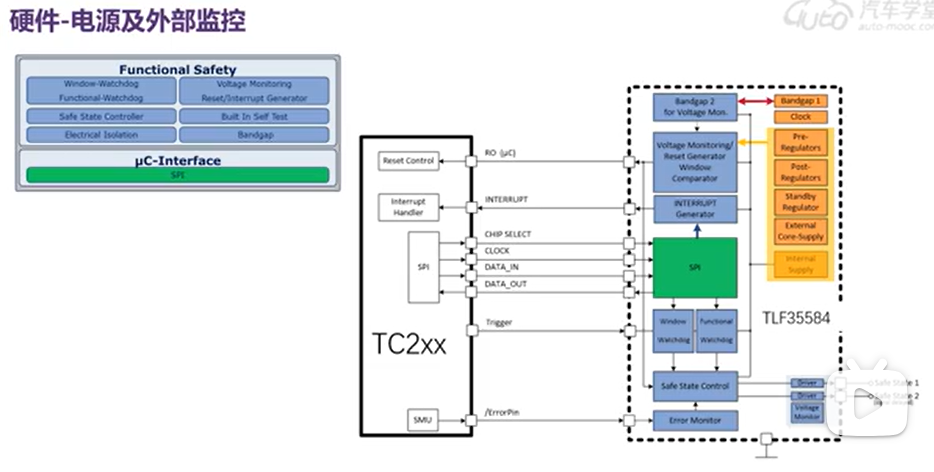 硬件-电源及外部监控
Auto 汽车学堂
auto-mooc.com
Functional Safety
Window-Watchdog
Functional-Watchdog
Voltage Monitoring
Reset/Interrupt Generator
Safe State Controller
Built In Self Test
Electrical Isolation
Bandgap
µC-Interface
SPI
TC2xx
Reset Control
Interrupt
Handler
SPI
SMU
RO (µC)
INTERRUPT
CHIP SELECT
CLOCK
DATA_IN
DATA_OUT
Trigger
/ErrorPin
TLF35584
Bandgap 2
for Voltage Mon.
Bandgap 1
Clock
Voltage Monitoring/
Reset Generator
Window
Comparator
Pre-
Regulators
Post-
Regulators
Standby
Regulator
External
Core-Supply
Internal
Supply
INTERRUPT
Generator
SPI
Window
Watchdog
Functional
Watchdog
Safe State Control
Error Monitor
Driver
Driver
Voltage
Monitor
Safe State 1
Safe State 2